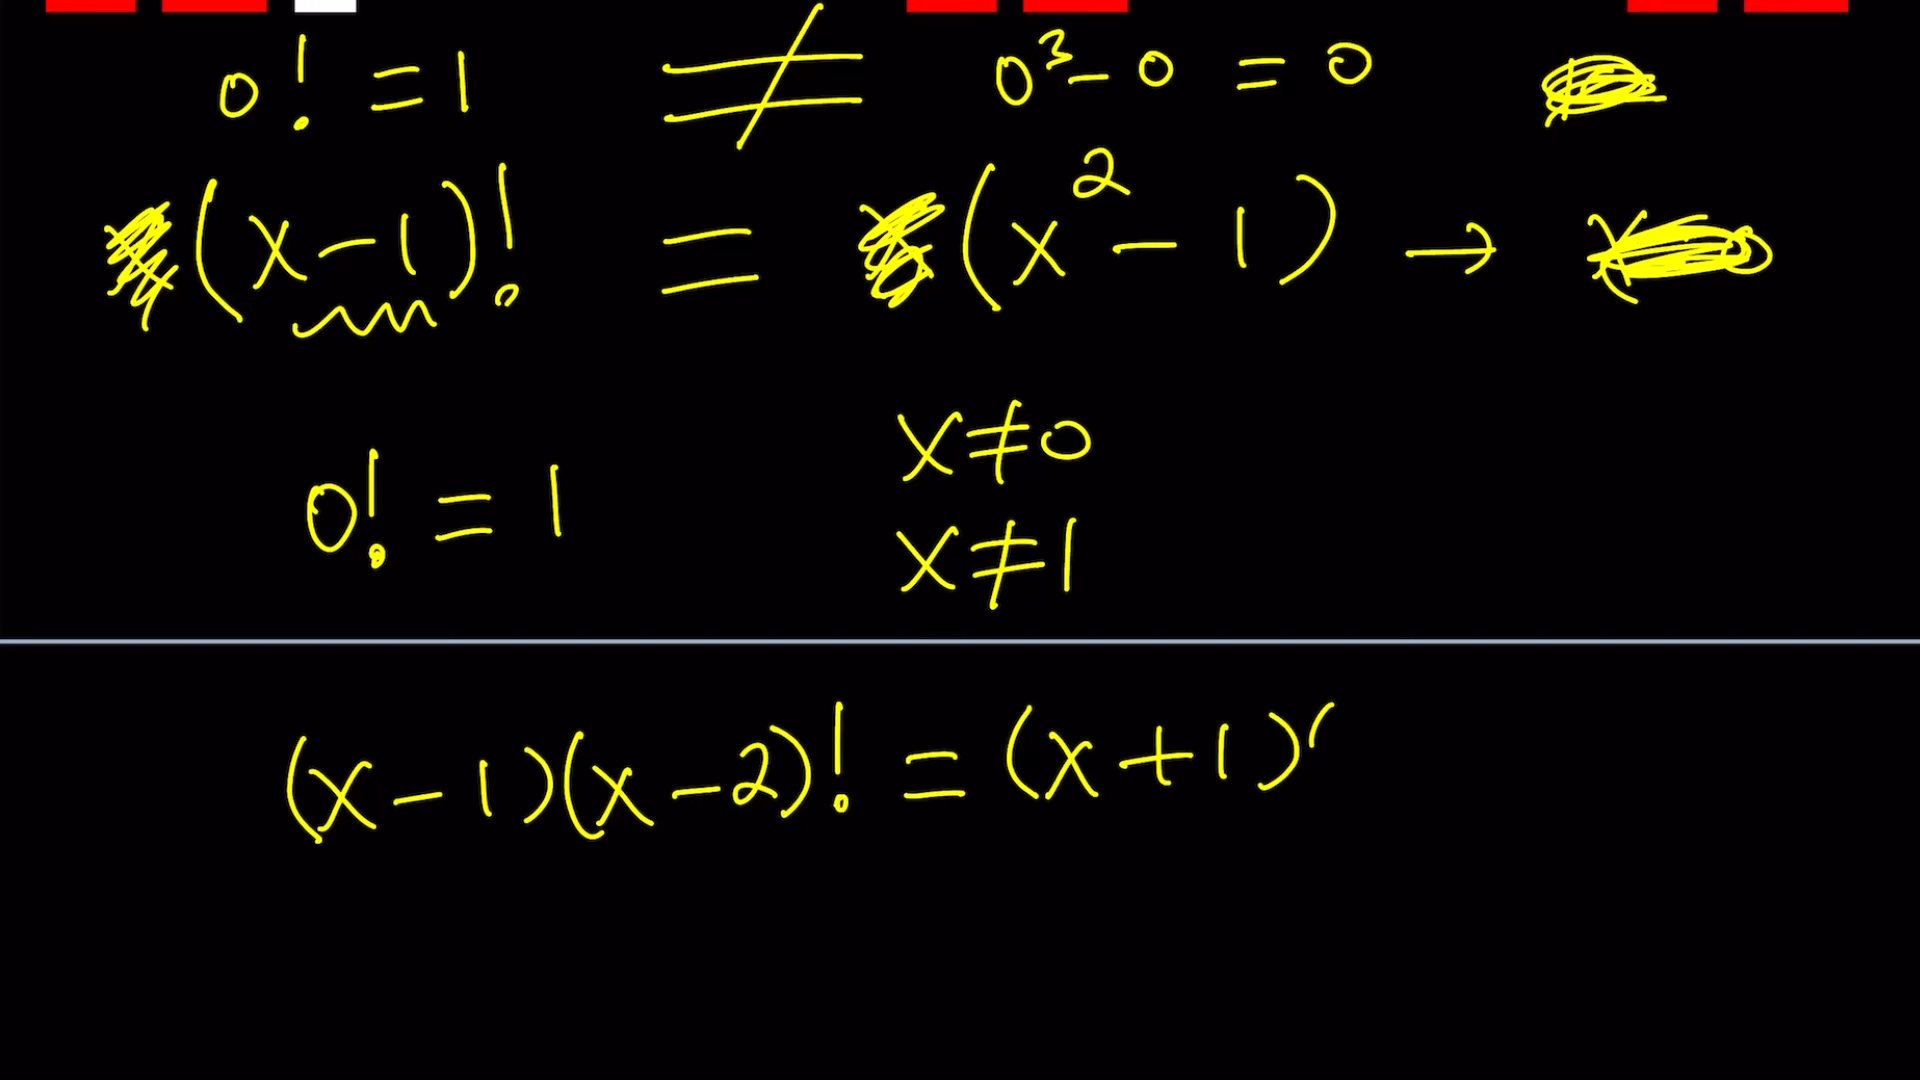 0! = 1 ≠ 0³ - 0 = 0
(x-1)! = (x² - 1) →
0! = 1
x ≠ 0
x ≠ 1
(x-1)(x-2)! = (x+1)(